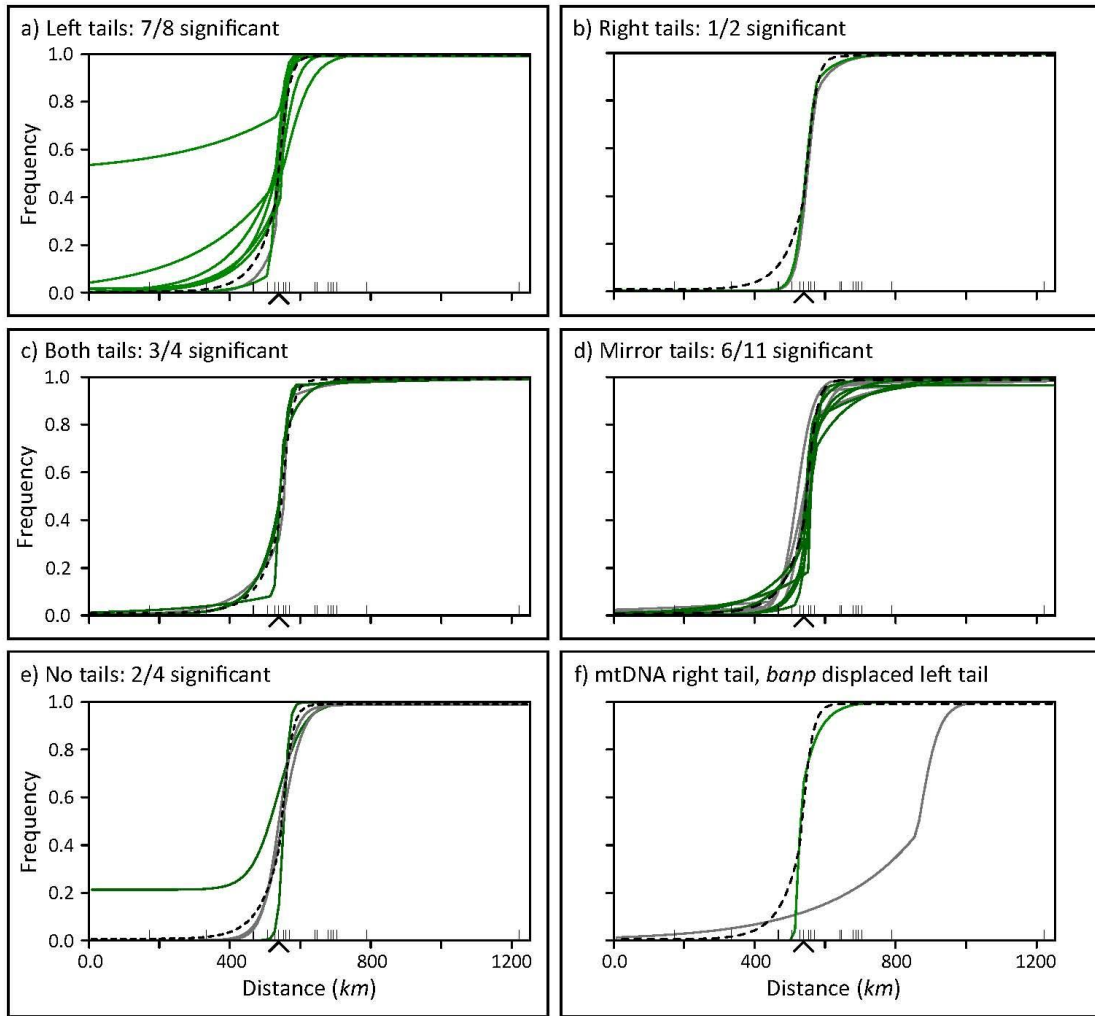 a) Left tails: 7/8 significant
b) Right tails: 1/2 significant
1.0
0.8
0.6
0.4
0.2
0.0
Frequency
c) Both tails: 3/4 significant
d) Mirror tails: 6/11 significant
1.0
0.8
0.6
0.4
0.2
0.0
Frequency
e) No tails: 2/4 significant
f) mtDNA right tail, banp displaced left tail
1.0
0.8
0.6
0.4
0.2
0.0
Frequency
0.0 400 800 1200
0.0 400 800 1200
Distance (km)
Distance (km)